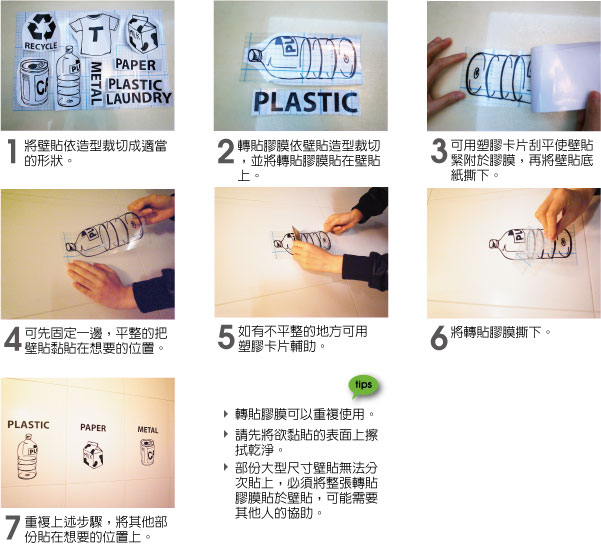 RECYCLE
T
CA
PL
METAL
PAPER
PLASTIC
LAUNDRY
1 將壁貼依造型裁切成適當
的形狀。
PL
PLASTIC
2 轉貼膠膜依壁貼造型裁切
，並將轉貼膠膜貼在壁貼
上。
3 可用塑膠卡片刮平使壁貼
緊附於膠膜，再將壁貼底
紙撕下。
PL
4 可先固定一邊，平整的把
壁貼黏貼在想要的位置。
PL
5 如有不平整的地方可用
塑膠卡片輔助。
PL
6 將轉貼膠膜撕下。
PLASTIC
PAPER
METAL
7 重複上述步驟，將其他部
份貼在想要的位置上。
tips
轉貼膠膜可以重複使用。
請先將欲黏貼的表面上擦
拭乾淨。
部份大型尺寸壁貼無法分
次貼上，必須將整張轉貼
膠膜貼於壁貼，可能需要
其他人的協助。